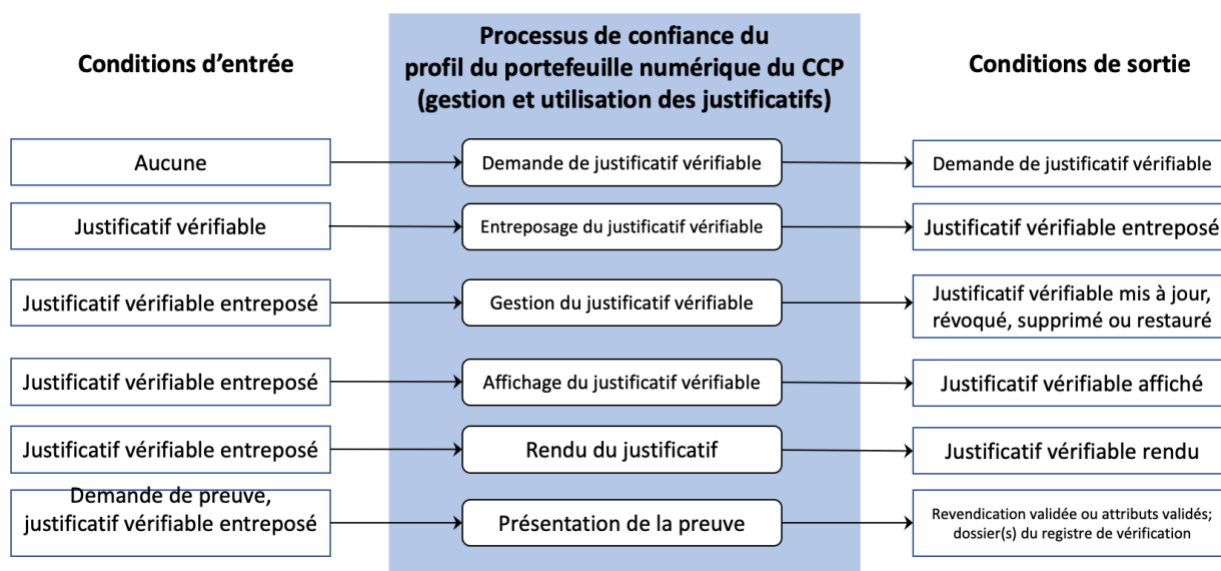 Conditions d’entrée
Processus de confiance du
profil du portefeuille numérique du CCP
(gestion et utilisation des justificatifs)
Conditions de sortie
Aucune
Demande de justificatif vérifiable
Demande de justificatif vérifiable
Justificatif vérifiable
Entreposage du justificatif vérifiable
Justificatif vérifiable entreposé
Justificatif vérifiable entreposé
Gestion du justificatif vérifiable
Justificatif vérifiable mis à jour,
révoqué, supprimé ou restauré
Justificatif vérifiable entreposé
Affichage du justificatif vérifiable
Justificatif vérifiable affiché
Justificatif vérifiable entreposé
Rendu du justificatif
Justificatif vérifiable rendu
Demande de preuve,
justificatif vérifiable entreposé
Présentation de la preuve
Revendication validée ou attributs validés;
dossier(s) du registre de vérification